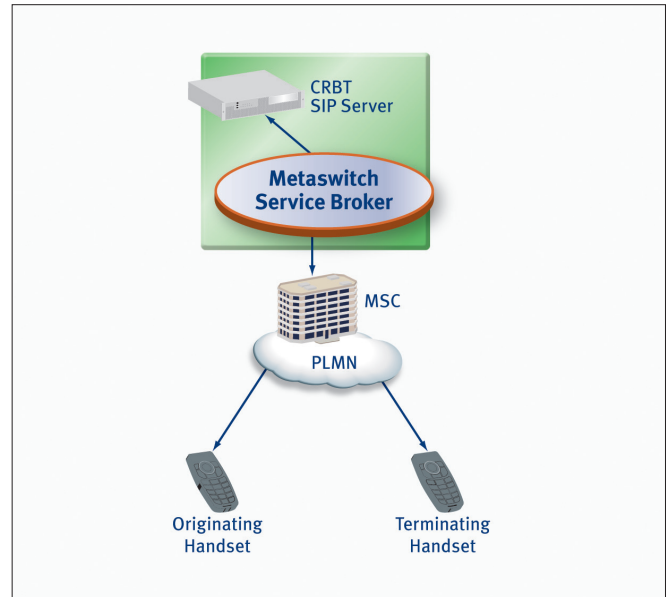 CRBT
SIP Server
Metaswitch
Service Broker
MSC
PLMN
Originating
Handset
Terminating
Handset